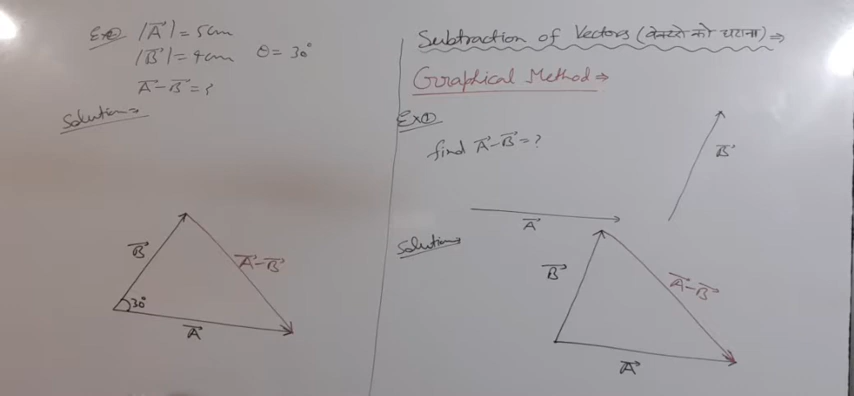 Ex② |A⃗| = 5cm
|B⃗| = 4cm θ = 30°
A⃗-B⃗ = ?
Solution⇒
B⃗
A⃗-B⃗
30°
A⃗
Subtraction of Vectors (वेक्टरों को घटाना) ⇒
Graphical Method ⇒
Ex①
find A⃗-B⃗ = ?
B⃗
A⃗
Solution⇒
B⃗
A⃗-B⃗
A⃗